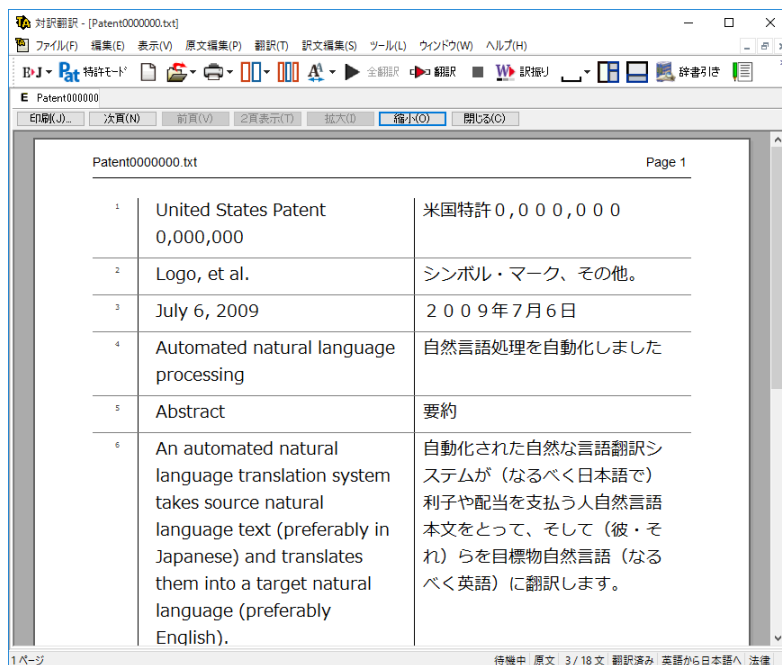 対訳翻訳 - [Patent0000000.txt]
ファイル(F) 編集(E) 表示(V) 原文編集(P) 翻訳(T) 訳文編集(S) ツール(L) ウィンドウ(W) ヘルプ(H)
E›J Pat 特許モード 全翻訳 翻訳 W 訳振り 辞書引き
E Patent000000
印刷(J)... 次頁(N) 前頁(V) 2頁表示(T) 拡大(I) 縮小(O) 閉じる(C)
Patent0000000.txt Page 1
1 United States Patent 米国特許０,０００,０００
0,000,000
2 Logo, et al. シンボル・マーク、その他。
3 July 6, 2009 ２００９年７月６日
4 Automated natural language 自然言語処理を自動化しました
processing
5 Abstract 要約
6 An automated natural 自動化された自然な言語翻訳シ
language translation system ステムが（なるべく日本語で）
takes source natural 利子や配当を支払う人自然言語
language text (preferably in 本文をとって、そして（彼・そ
Japanese) and translates れ）らを目標物自然言語（なる
them into a target natural べく英語）に翻訳します。
language (preferably
English).
1ページ 待機中 原文 3/18文 翻訳済み 英語から日本語へ 法律